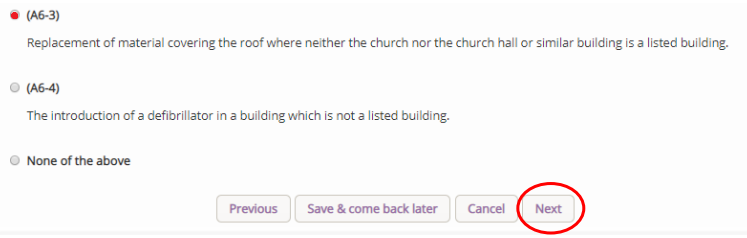 (A6-3)
Replacement of material covering the roof where neither the church nor the church hall or similar building is a listed building.
(A6-4)
The introduction of a defibrillator in a building which is not a listed building.
None of the above
Previous Save & come back later Cancel Next